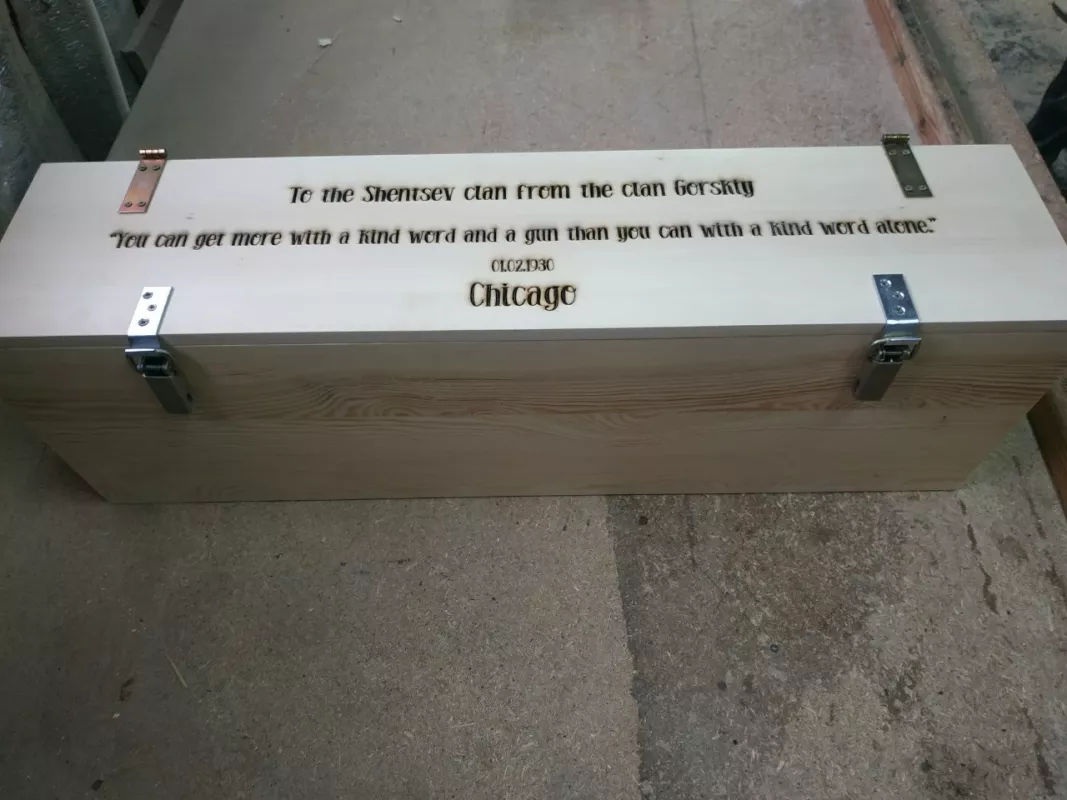 To the Shentsev clan from the clan Gorskiy
"You can get more with a kind word and a gun than you can with a kind word alone."
01.02.1930
Chicago